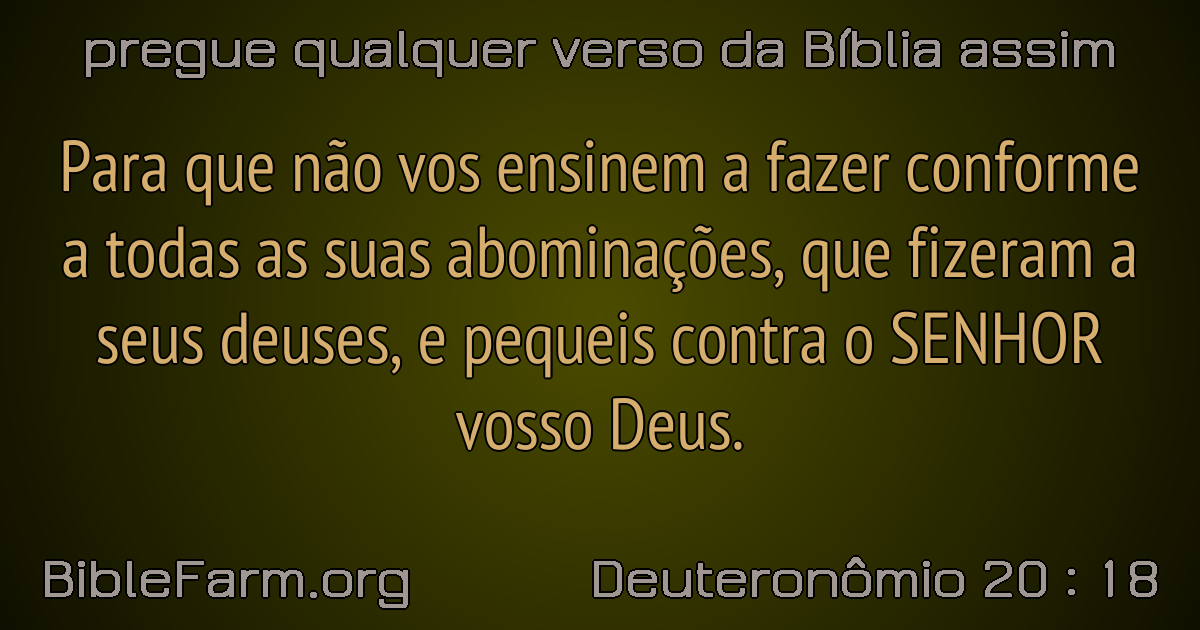 pregue qualquer verso da Bíblia assim
Para que não vos ensinem a fazer conforme
a todas as suas abominações, que fizeram a
seus deuses, e pequeis contra o SENHOR
vosso Deus.
BibleFarm.org
Deuteronômio 20 : 18